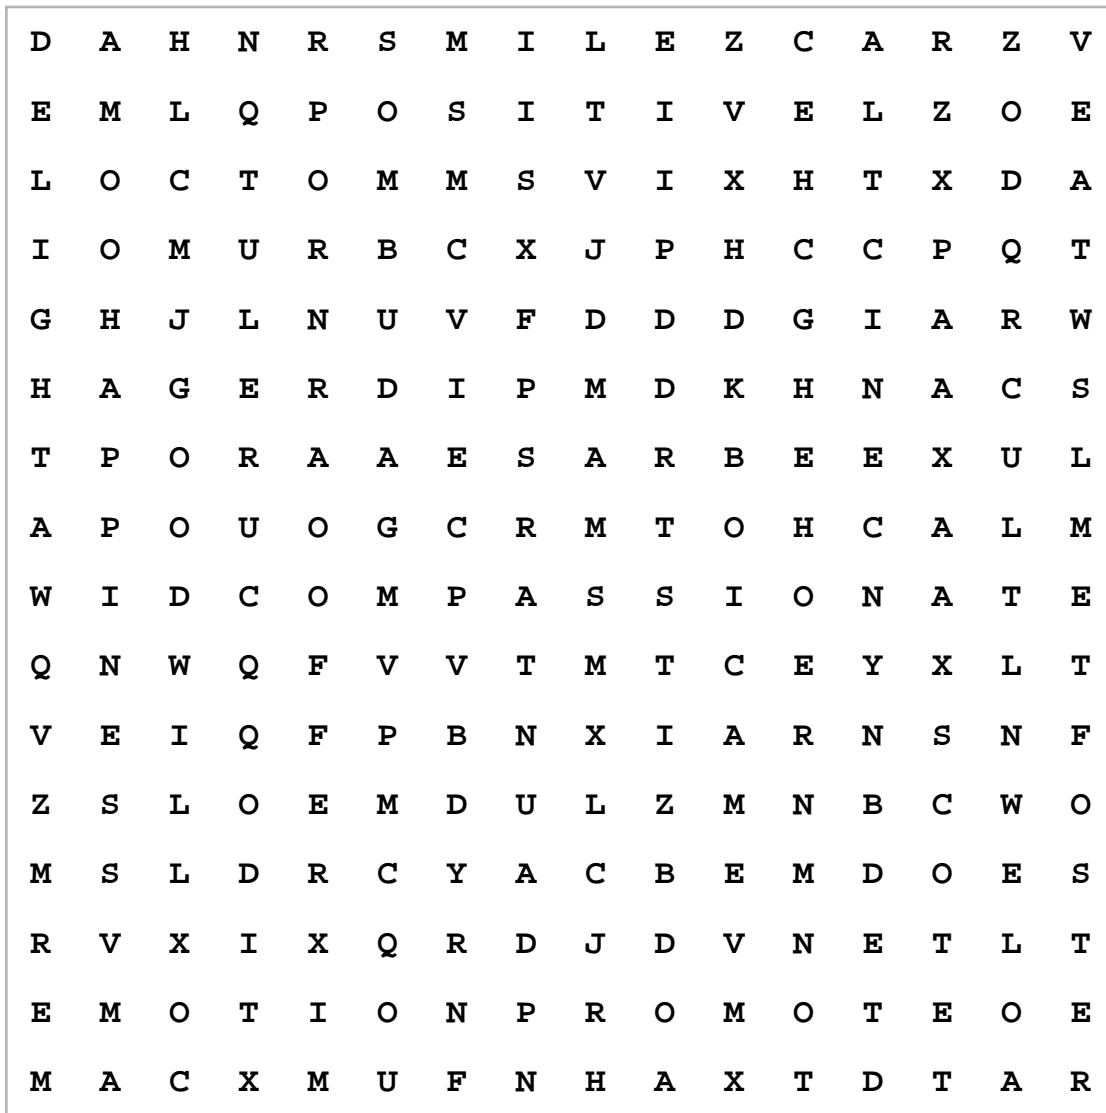 D A H N R S M I L E Z C A R Z V
E M L Q P O S I T I V E L Z O E
L O C T O M M S V I X H T X D A
I O M U R B C X J P H C C P Q T
G H J L N U V F D D D G I A R W
H A G E R D I P M D K H N A C S
T P O R A A E S A R B E E X U L
A P O U O G C R M T O H C A L M
W I D C O M P A S S I O N A T E
Q N W Q F V V T M T C E Y X L T
V E I Q F P B N X I A R N S N F
Z S L O E M D U L Z M N B C W O
M S L D R C Y A C B E M D O E S
R V X I X Q R D J D V N E T L T
E M O T I O N P R O M O T E O E
M A C X M U F N H A X T D T A R